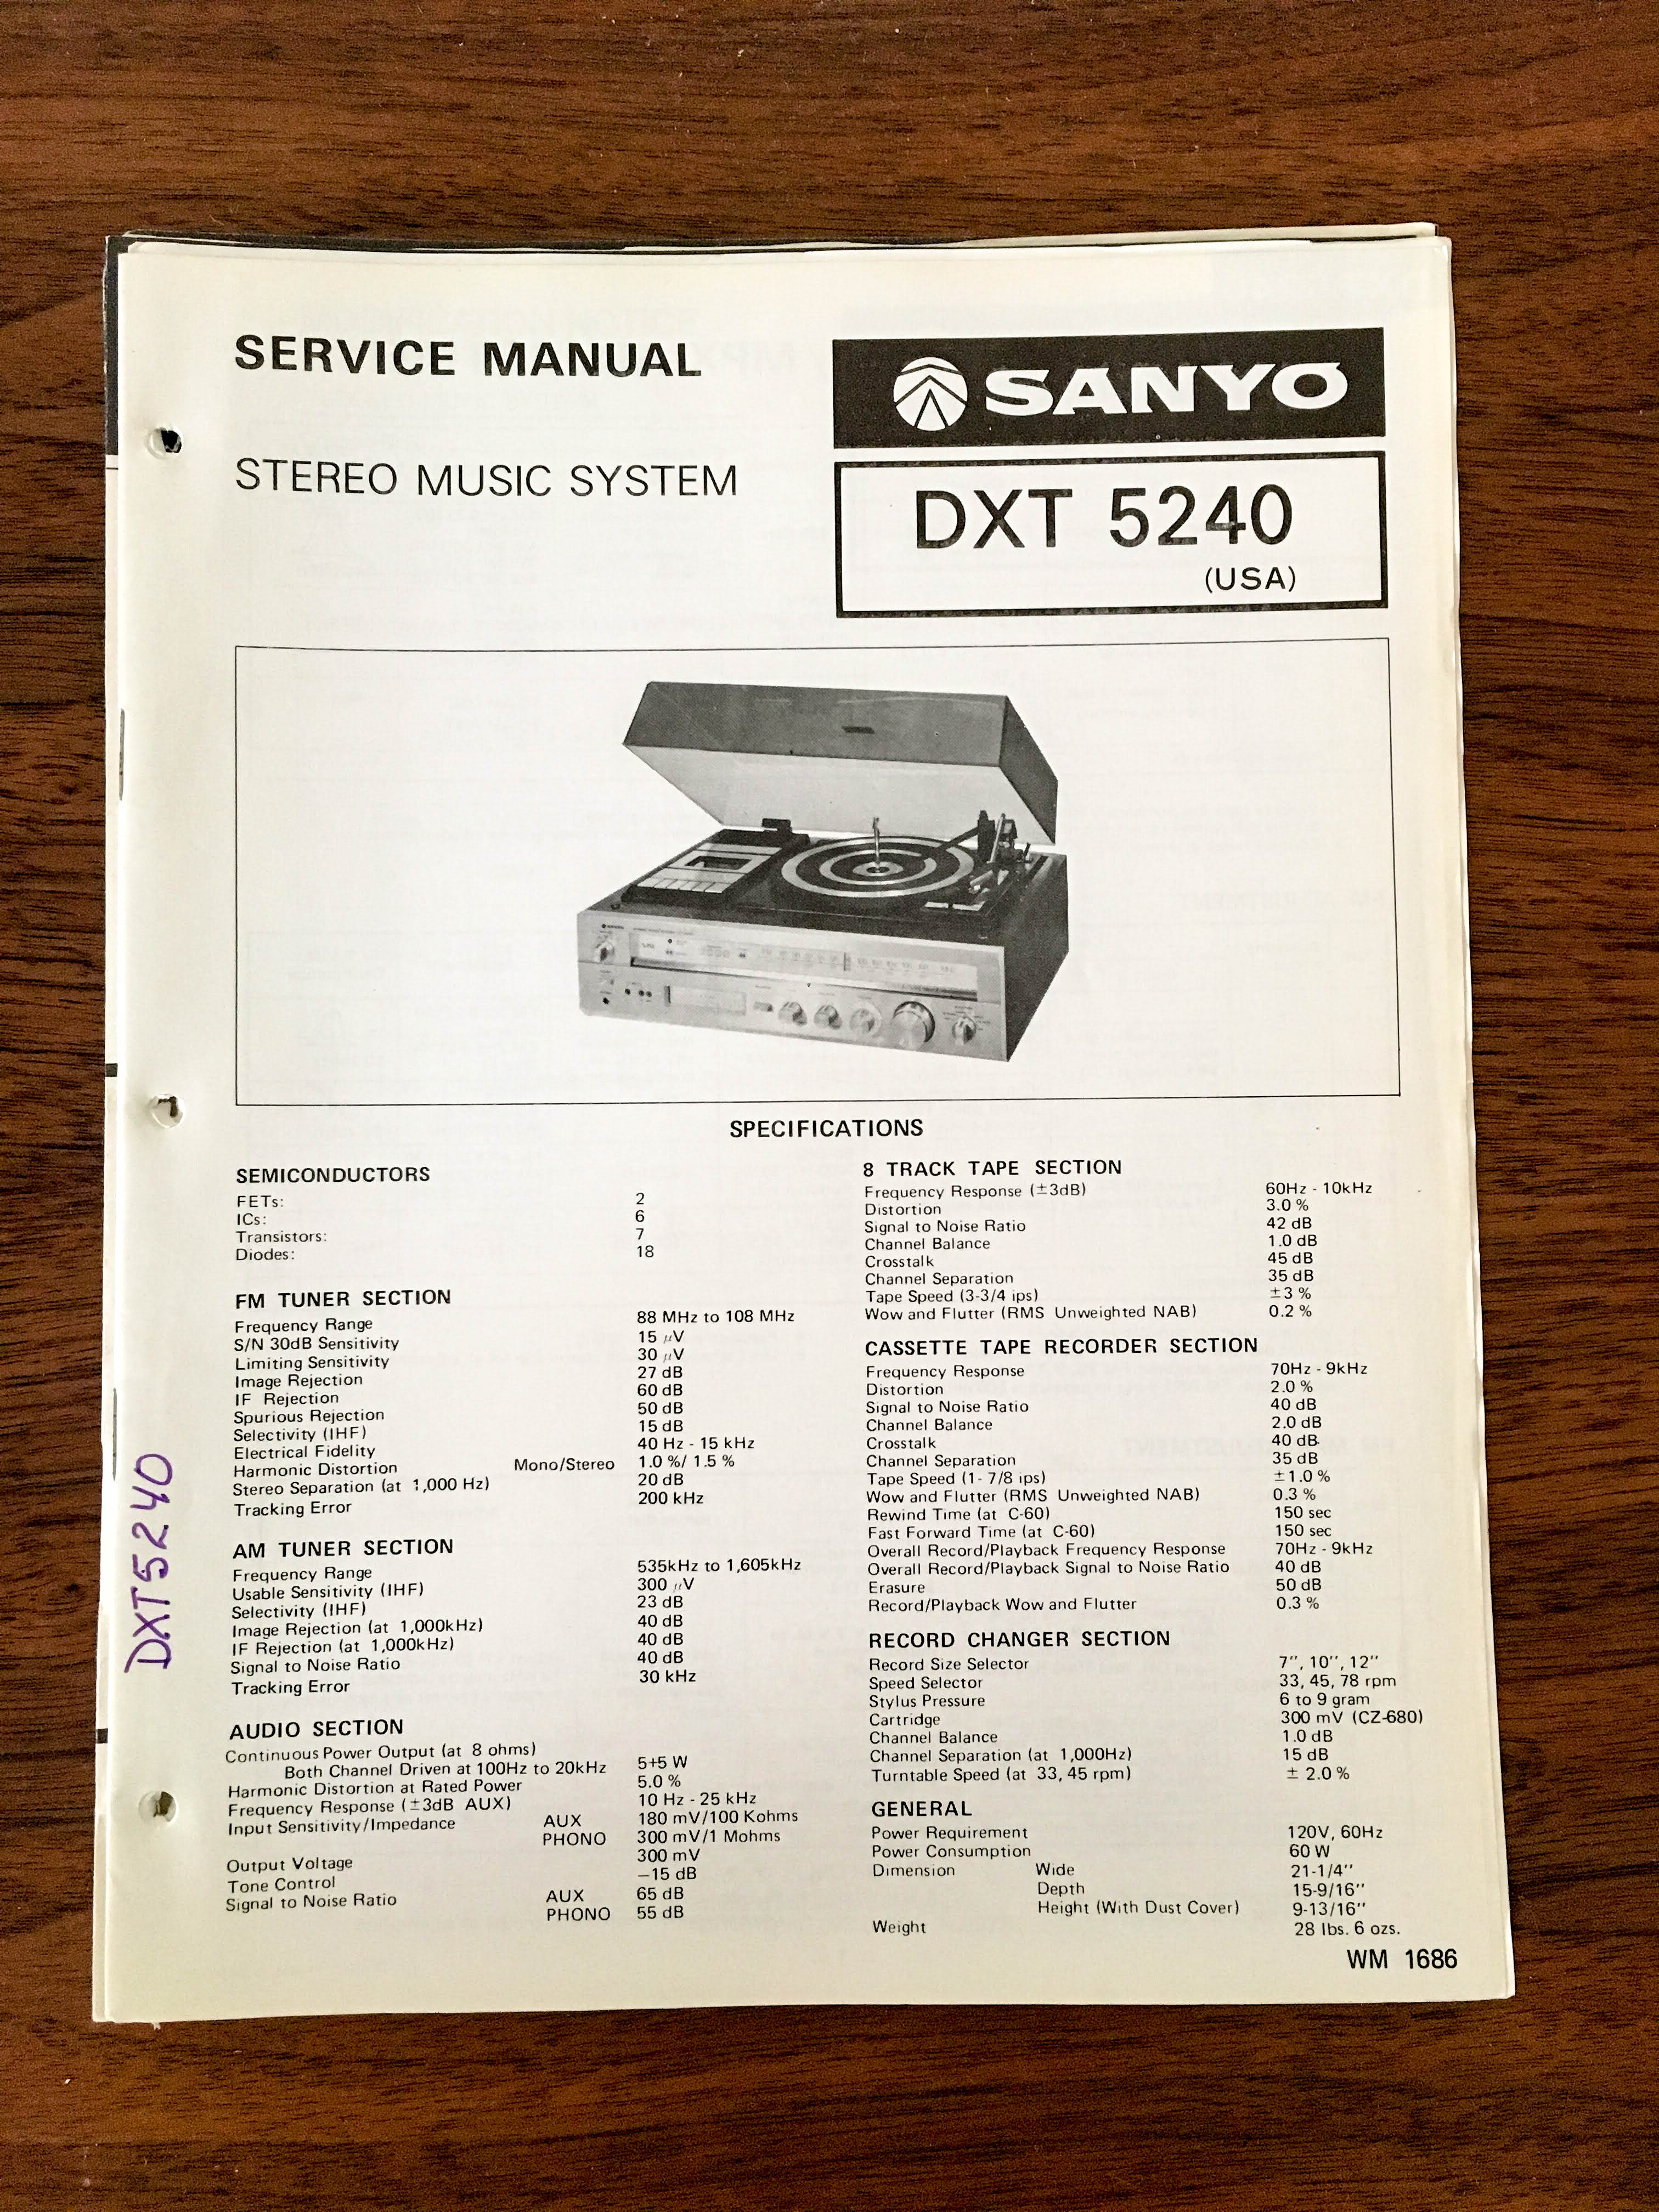 SERVICE MANUAL
SANYO
STEREO MUSIC SYSTEM
DXT 5240
(USA)
SPECIFICATIONS
SEMICONDUCTORS
FETs: 2
ICs: 6
Transistors: 7
Diodes: 18
FM TUNER SECTION
Frequency Range 88 MHz to 108 MHz
S/N 30dB Sensitivity 15 μV
Limiting Sensitivity 30 μV
Image Rejection 27 dB
IF Rejection 60 dB
Spurious Rejection 50 dB
Selectivity (IHF) 15 dB
Electrical Fidelity 40 Hz - 15 kHz
Harmonic Distortion Mono/Stereo 1.0 %/ 1.5 %
Stereo Separation (at 1,000 Hz) 20 dB
Tracking Error 200 kHz
AM TUNER SECTION
Frequency Range 535kHz to 1,605kHz
Usable Sensitivity (IHF) 300 μV
Selectivity (IHF) 23 dB
Image Rejection (at 1,000kHz) 40 dB
IF Rejection (at 1,000kHz) 40 dB
Signal to Noise Ratio 40 dB
Tracking Error 30 kHz
AUDIO SECTION
Continuous Power Output (at 8 ohms)
Both Channel Driven at 100Hz to 20kHz 5+5 W
Harmonic Distortion at Rated Power 5.0 %
Frequency Response (±3dB AUX) 10 Hz - 25 kHz
Input Sensitivity/Impedance AUX 180 mV/100 Kohms
PHONO 300 mV/1 Mohms
Output Voltage 300 mV
Tone Control −15 dB
Signal to Noise Ratio AUX 65 dB
PHONO 55 dB
8 TRACK TAPE SECTION
Frequency Response (±3dB) 60Hz - 10kHz
Distortion 3.0 %
Signal to Noise Ratio 42 dB
Channel Balance 1.0 dB
Crosstalk 45 dB
Channel Separation 35 dB
Tape Speed (3-3/4 ips) ±3 %
Wow and Flutter (RMS Unweighted NAB) 0.2 %
CASSETTE TAPE RECORDER SECTION
Frequency Response 70Hz - 9kHz
Distortion 2.0 %
Signal to Noise Ratio 40 dB
Channel Balance 2.0 dB
Crosstalk 40 dB
Channel Separation 35 dB
Tape Speed (1- 7/8 ips) ±1.0 %
Wow and Flutter (RMS Unweighted NAB) 0.3 %
Rewind Time (at C-60) 150 sec
Fast Forward Time (at C-60) 150 sec
Overall Record/Playback Frequency Response 70Hz - 9kHz
Overall Record/Playback Signal to Noise Ratio 40 dB
Erasure 50 dB
Record/Playback Wow and Flutter 0.3 %
RECORD CHANGER SECTION
Record Size Selector 7", 10", 12"
Speed Selector 33, 45, 78 rpm
Stylus Pressure 6 to 9 gram
Cartridge 300 mV (CZ-680)
Channel Balance 1.0 dB
Channel Separation (at 1,000Hz) 15 dB
Turntable Speed (at 33, 45 rpm) ± 2.0 %
GENERAL
Power Requirement 120V, 60Hz
Power Consumption 60 W
Dimension Wide 21-1/4"
Depth 15-9/16"
Height (With Dust Cover) 9-13/16"
Weight 28 lbs. 6 ozs.
WM 1686
DXT5240